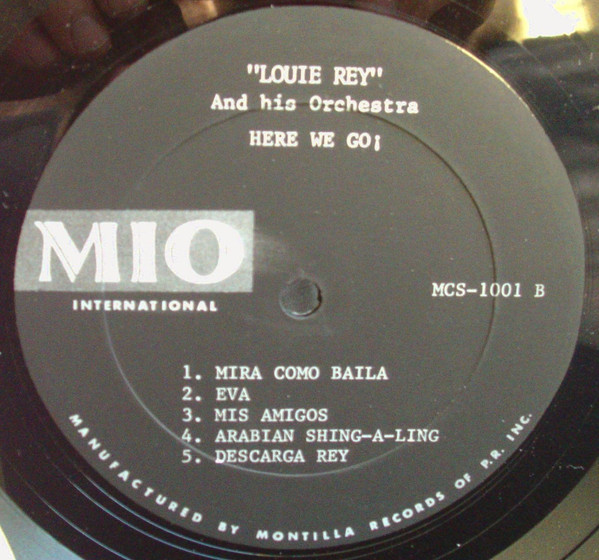 "LOUIE REY"
And his Orchestra
HERE WE GO¡
MIO
INTERNATIONAL
MCS-1001 B
1. MIRA COMO BAILA
2. EVA
3. MIS AMIGOS
4. ARABIAN SHING-A-LING
5. DESCARGA REY
MANUFACTURED BY MONTILLA RECORDS OF P.R. INC.